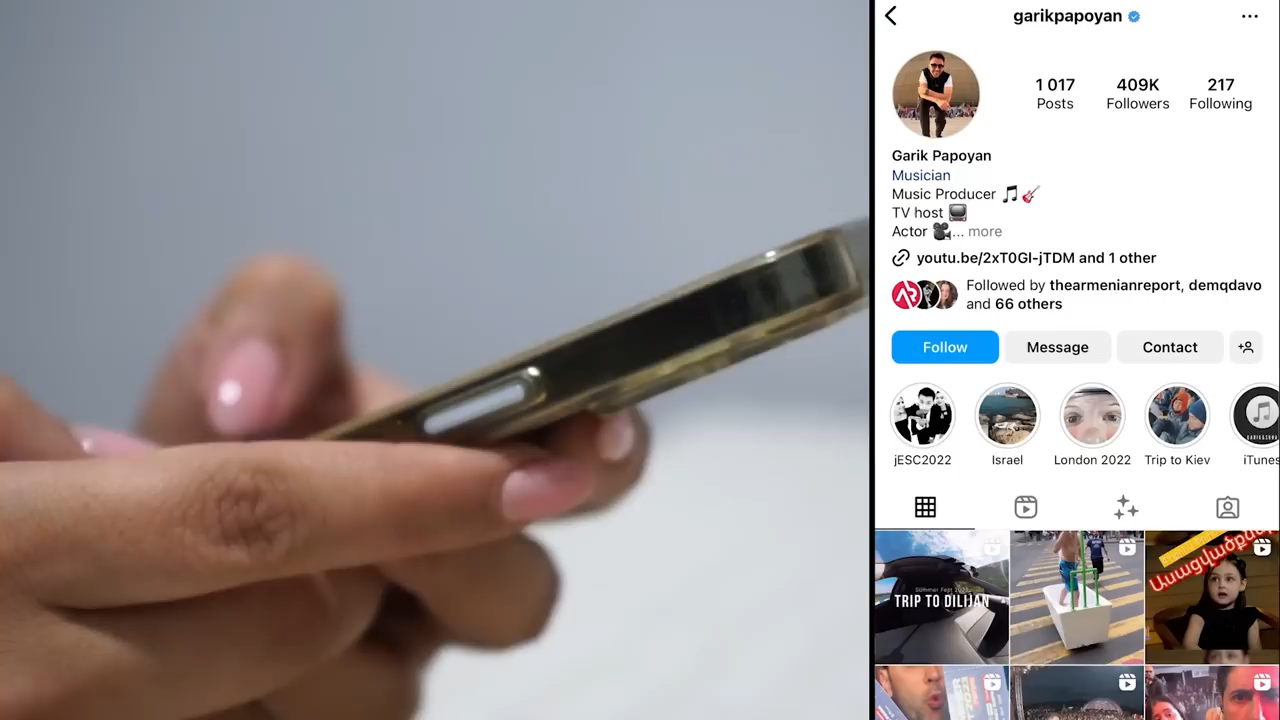 garikpapoyan
1 017
Posts
409K
Followers
217
Following
Garik Papoyan
Musician
Music Producer 🎵🎸
TV host 📺
Actor 🎥... more
youtu.be/2xT0GI-jTDM and 1 other
Followed by thearmenianreport, demqdavo
and 66 others
Follow
Message
Contact
jESC2022
Israel
London 2022
Trip to Kiev
iTunes
TRIP TO DILIJAN